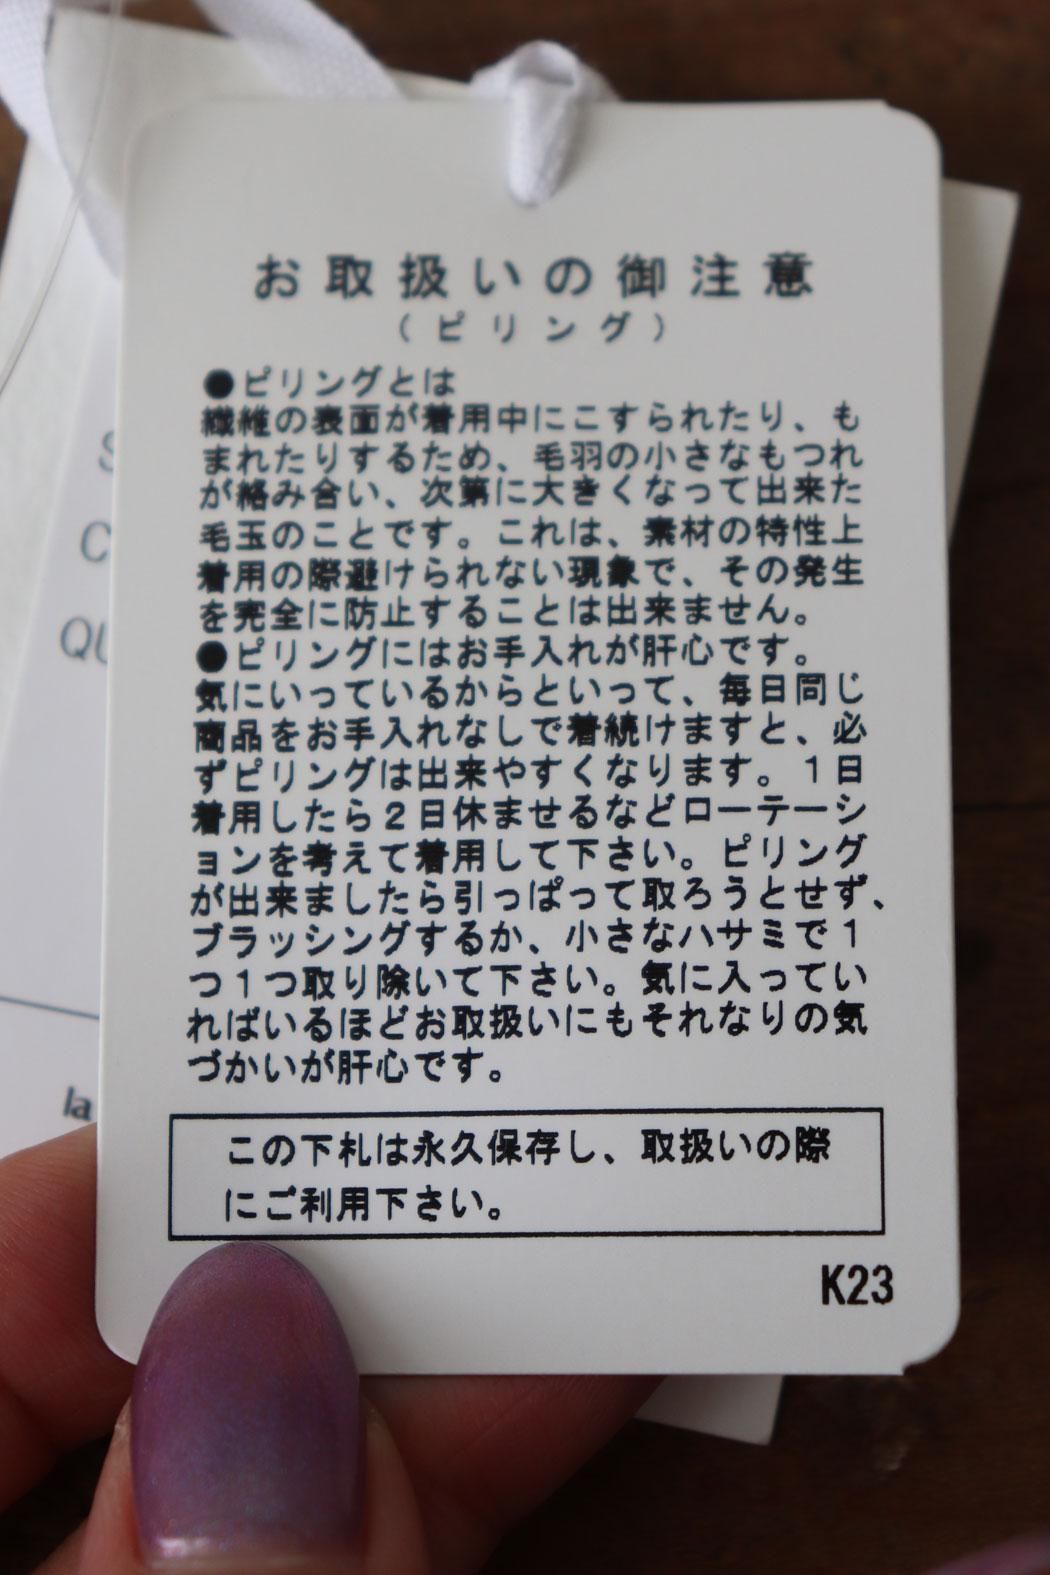 お取扱いの御注意
(ピリング)
●ピリングとは
繊維の表面が着用中にこすられたり、も
まれたりするため、毛羽の小さなもつれ
が絡み合い、次第に大きくなって出来た
毛玉のことです。これは、素材の特性上
着用の際避けられない現象で、その発生
を完全に防止することは出来ません。
●ピリングにはお手入れが肝心です。
気にいっているからといって、毎日同じ
商品をお手入れなしで着続けますと、必
ずピリングは出来やすくなります。1日
着用したら2日休ませるなどローテーシ
ョンを考えて着用して下さい。ピリング
が出来ましたら引っぱって取ろうとせず、
ブラッシングするか、小さなハサミで1
つ1つ取り除いて下さい。気に入ってい
ればいるほどお取扱いにもそれなりの気
づかいが肝心です。
この下札は永久保存し、取扱いの際
にご利用下さい。
K23
S
C
QU
la